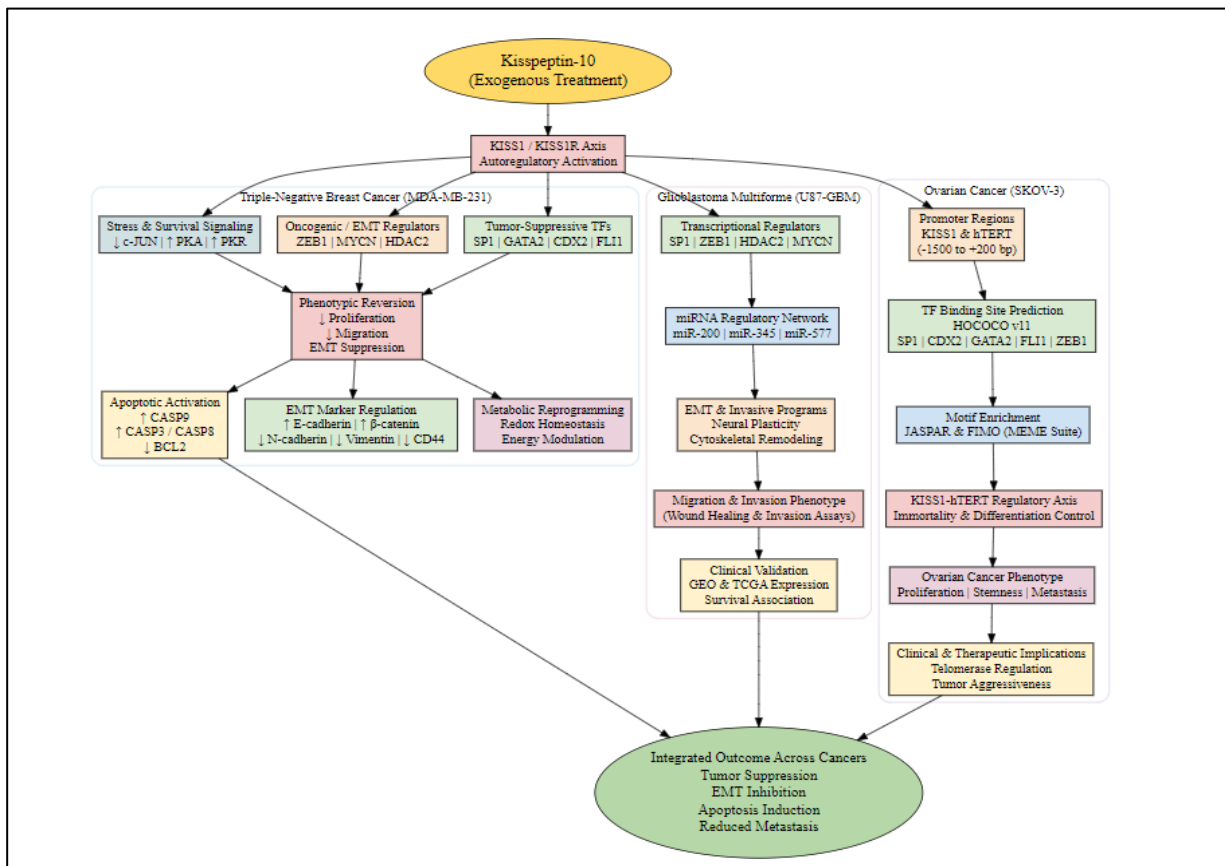 Kisspeptin-10
(Exogenous Treatment)
KISS1 / KISS1R Axis
Autoregulatory Activation
Triple-Negative Breast Cancer (MDA-MB-231)
Stress & Survival Signaling
↓ c-JUN | ↑ PKA | ↑ PKR
Oncogenic / EMT Regulators
ZEB1 | MYCN | HDAC2
Tumor-Suppressive TFs
SP1 | GATA2 | CDX2 | FLI1
Phenotypic Reversion
↓ Proliferation
↓ Migration
EMT Suppression
Apoptotic Activation
↑ CASP9
↑ CASP3 / CASP8
↓ BCL2
EMT Marker Regulation
↑ E-cadherin | ↑ β-catenin
↓ N-cadherin | ↓ Vimentin | ↓ CD44
Metabolic Reprogramming
Redox Homeostasis
Energy Modulation
Glioblastoma Multiforme (U87-GBM)
Transcriptional Regulators
SP1 | ZEB1 | HDAC2 | MYCN
miRNA Regulatory Network
miR-200 | miR-345 | miR-577
EMT & Invasive Programs
Neural Plasticity
Cytoskeletal Remodeling
Migration & Invasion Phenotype
(Wound Healing & Invasion Assays)
Clinical Validation
GEO & TCGA Expression
Survival Association
Ovarian Cancer (SKOV-3)
Promoter Regions
KISS1 & hTERT
(-1500 to +200 bp)
TF Binding Site Prediction
HOCOCO v11
SP1 | CDX2 | GATA2 | FLI1 | ZEB1
Motif Enrichment
JASPAR & FIMO (MEME Suite)
KISS1-hTERT Regulatory Axis
Immortality & Differentiation Control
Ovarian Cancer Phenotype
Proliferation | Stemness | Metastasis
Clinical & Therapeutic Implications
Telomerase Regulation
Tumor Aggressiveness
Integrated Outcome Across Cancers
Tumor Suppression
EMT Inhibition
Apoptosis Induction
Reduced Metastasis